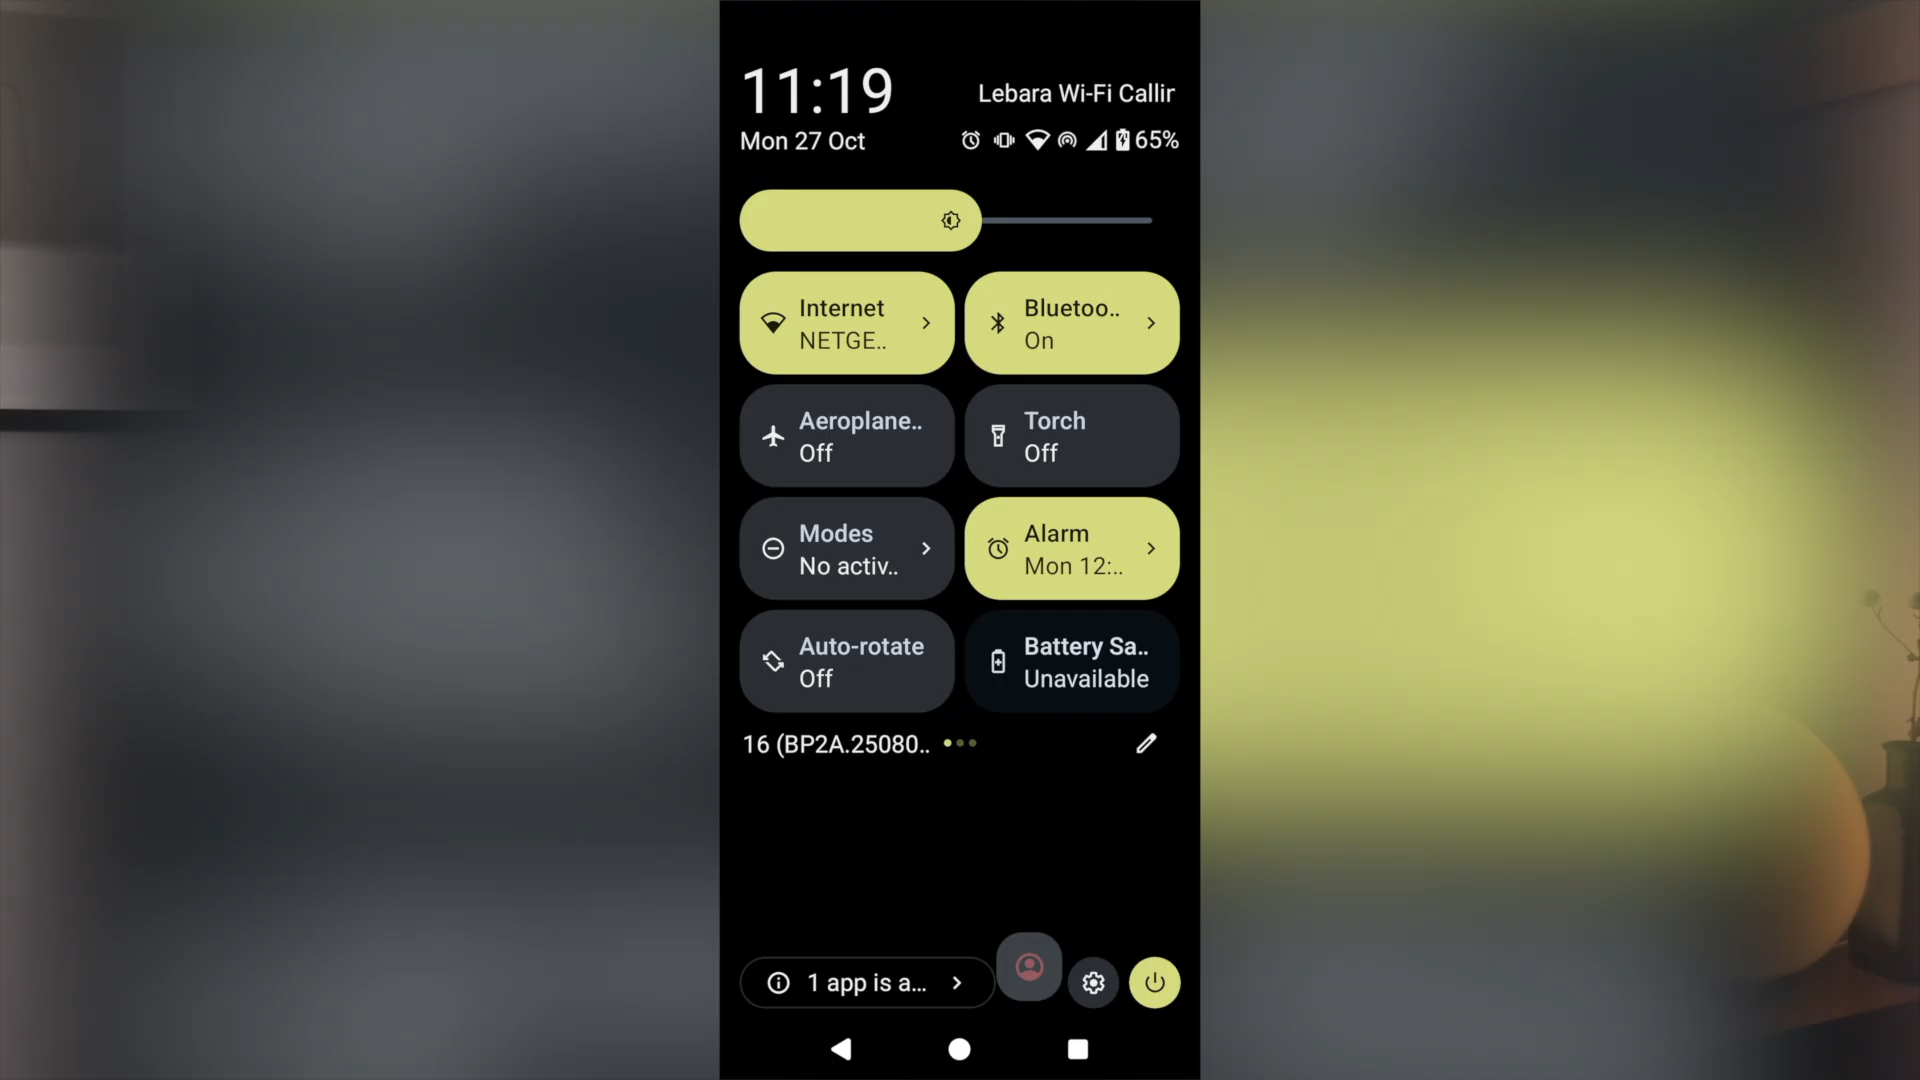 11:19
Lebara Wi-Fi Callir
Mon 27 Oct
65%
Internet
NETGE..
Bluetoo..
On
Aeroplane..
Off
Torch
Off
Modes
No activ..
Alarm
Mon 12:..
Auto-rotate
Off
Battery Sa..
Unavailable
16 (BP2A.25080..
1 app is a...